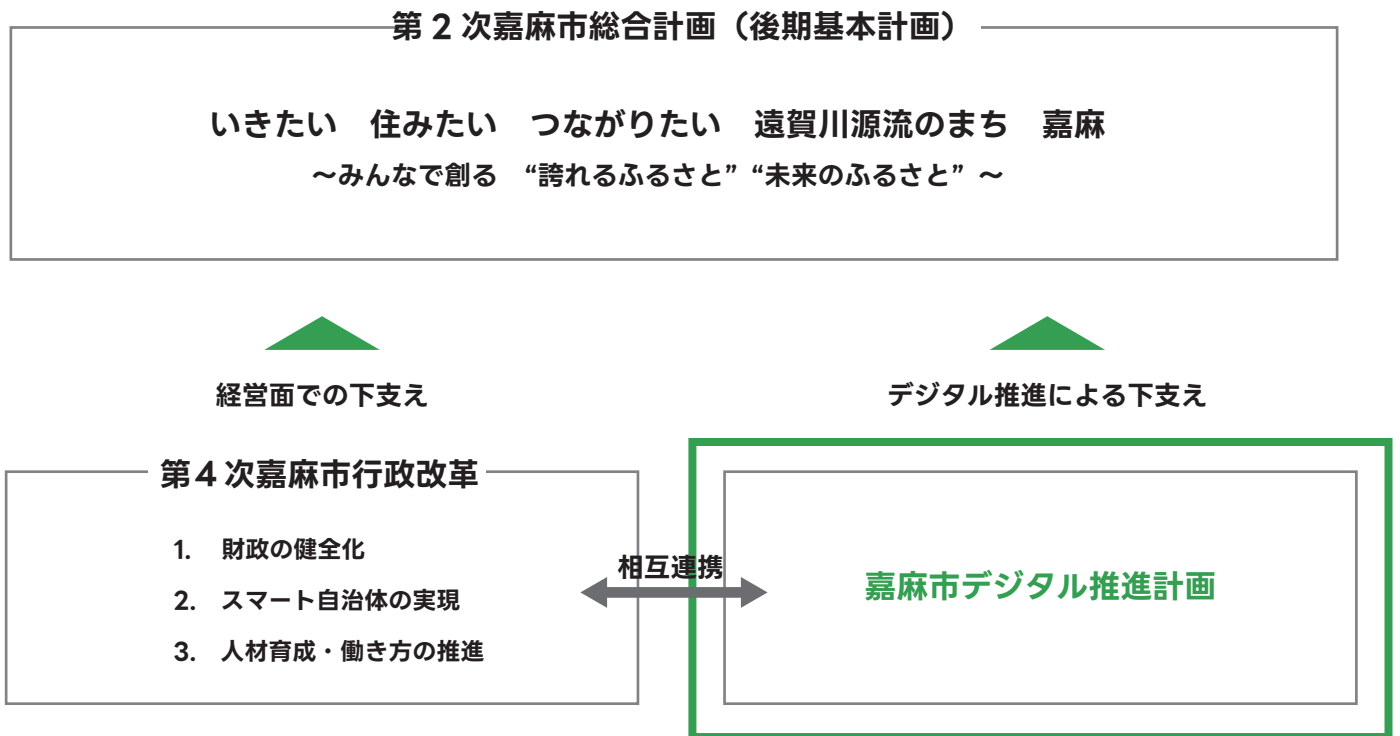 第2次嘉麻市総合計画（後期基本計画）
いきたい　住みたい　つながりたい　遠賀川源流のまち　嘉麻
～みんなで創る　“誇れるふるさと” “未来のふるさと” ～
経営面での下支え
デジタル推進による下支え
第4次嘉麻市行政改革
1.　財政の健全化
2.　スマート自治体の実現
3.　人材育成・働き方の推進
相互連携
嘉麻市デジタル推進計画